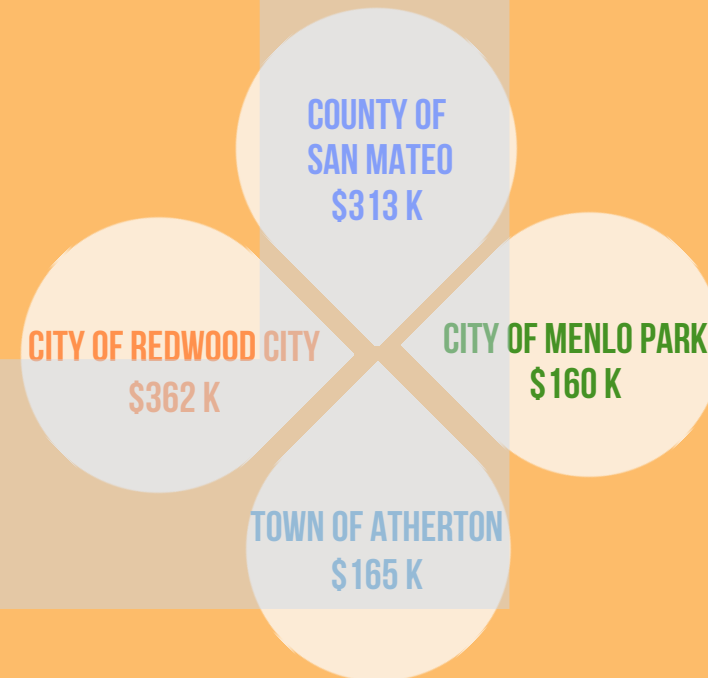 COUNTY OF
SAN MATEO
$313 K
CITY OF REDWOOD CITY
$362 K
CITY OF MENLO PARK
$160 K
TOWN OF ATHERTON
$165 K